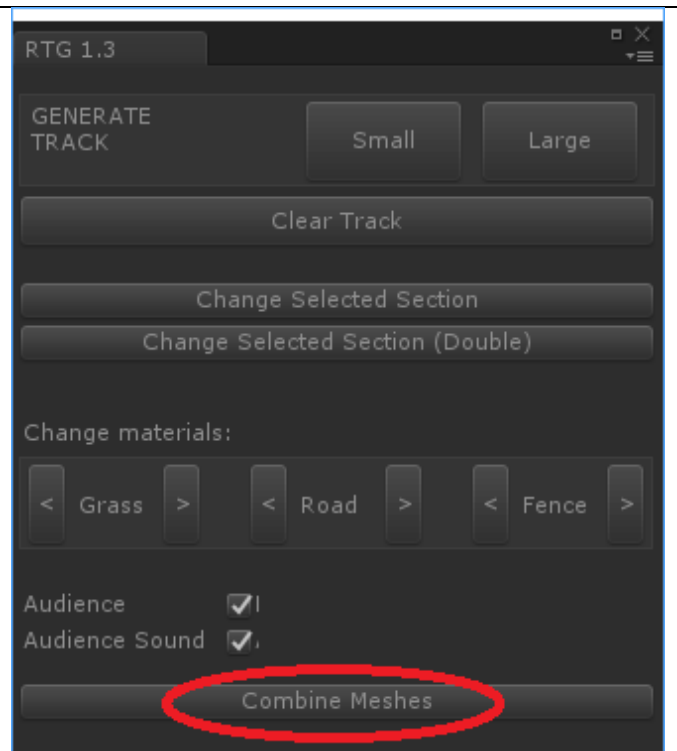 RTG 1.3
GENERATE
TRACK
Small
Large
Clear Track
Change Selected Section
Change Selected Section (Double)
Change materials:
< Grass > < Road > < Fence >
Audience
Audience Sound
Combine Meshes